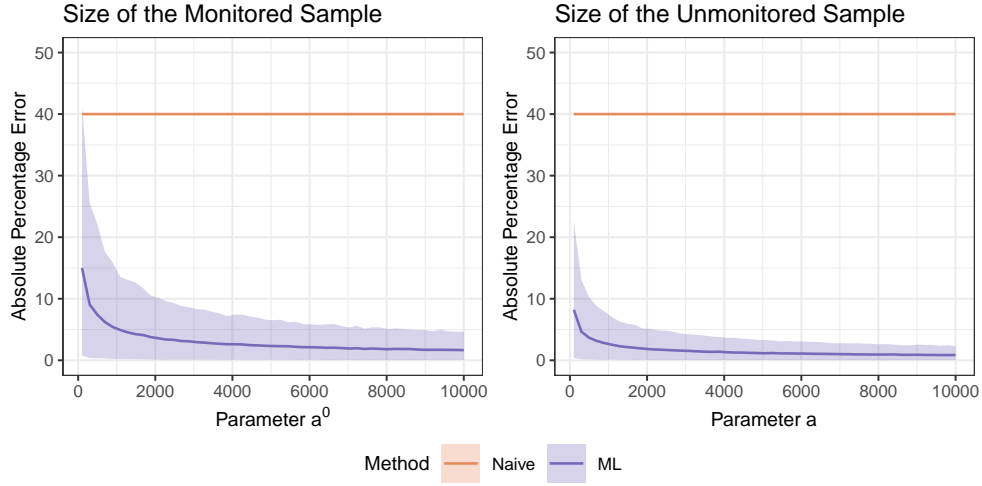 Size of the Monitored Sample
Size of the Unmonitored Sample
Absolute Percentage Error
50
40
30
20
10
0
0
2000
4000
6000
8000
10000
Parameter a⁰
Absolute Percentage Error
50
40
30
20
10
0
0
2000
4000
6000
8000
10000
Parameter a
Method
Naive
ML